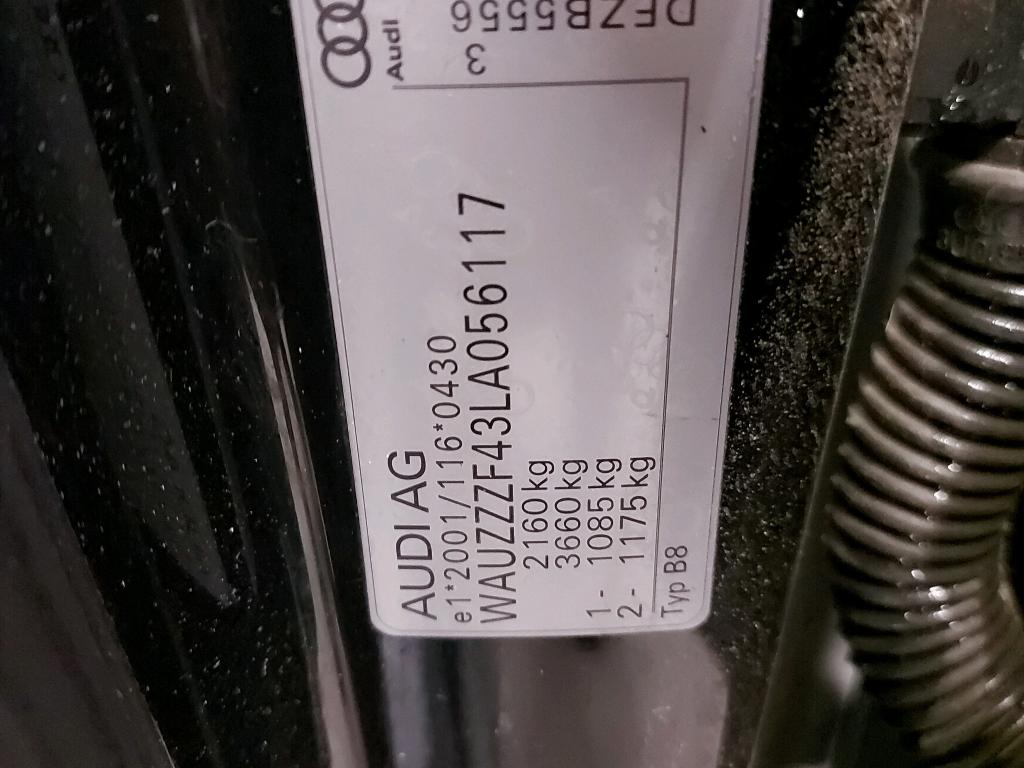 AUDI AG
e1*2001/116*0430
WAUZZZF43LA056117
2160 kg
3660 kg
1 - 1085 kg
2 - 1175 kg
Typ B8
Audi